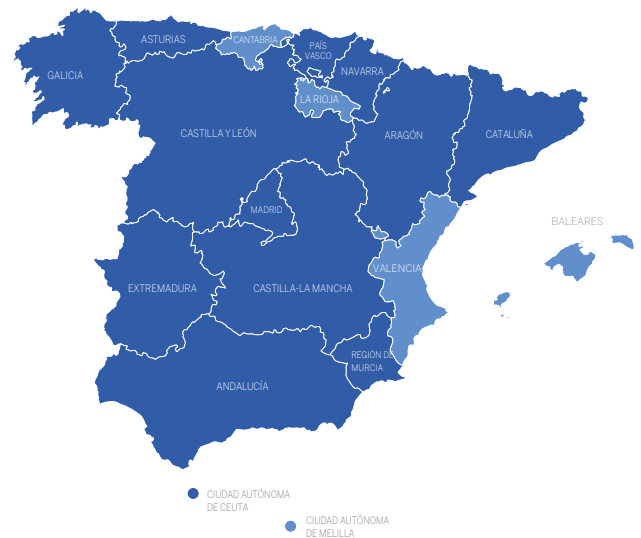 ASTURIAS
CANTABRIA
PAÍS
VASCO
GALICIA
NAVARRA
LA RIOJA
CASTILLA Y LEÓN
ARAGÓN
CATALUÑA
MADRID
BALEARES
VALENCIA
EXTREMADURA
CASTILLA-LA MANCHA
REGIÓN DE
MURCIA
ANDALUCÍA
CIUDAD AUTÓNOMA
DE CEUTA
CIUDAD AUTÓNOMA
DE MELILLA